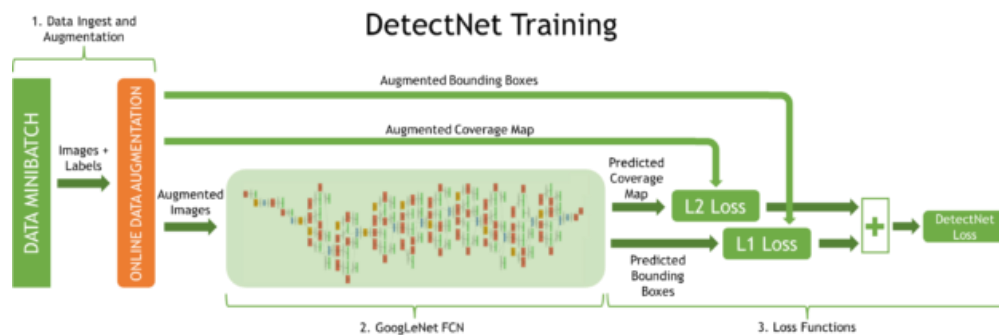 DetectNet Training
1. Data Ingest and
Augmentation
DATA MINIBATCH
Images +
Labels
ONLINE DATA AUGMENTATION
Augmented Bounding Boxes
Augmented Coverage Map
Augmented
Images
Predicted
Coverage
Map
L2 Loss
L1 Loss
Predicted
Bounding
Boxes
+
DetectNet
Loss
2. GoogLeNet FCN
3. Loss Functions